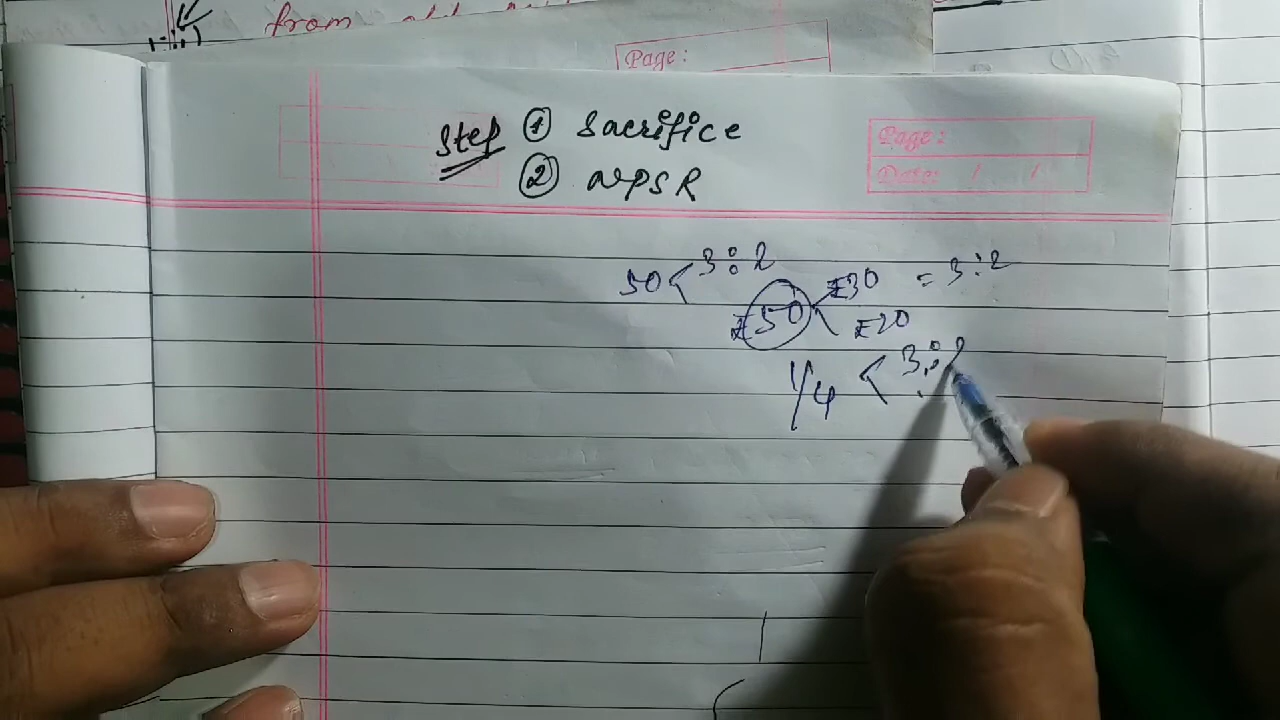 from
Page:
Step ① Sacrifice
② NPSR
Page:
Date: / /
50 < 3:2
₹50 < ₹30 = 3:2
₹20
1/4 < 3:2